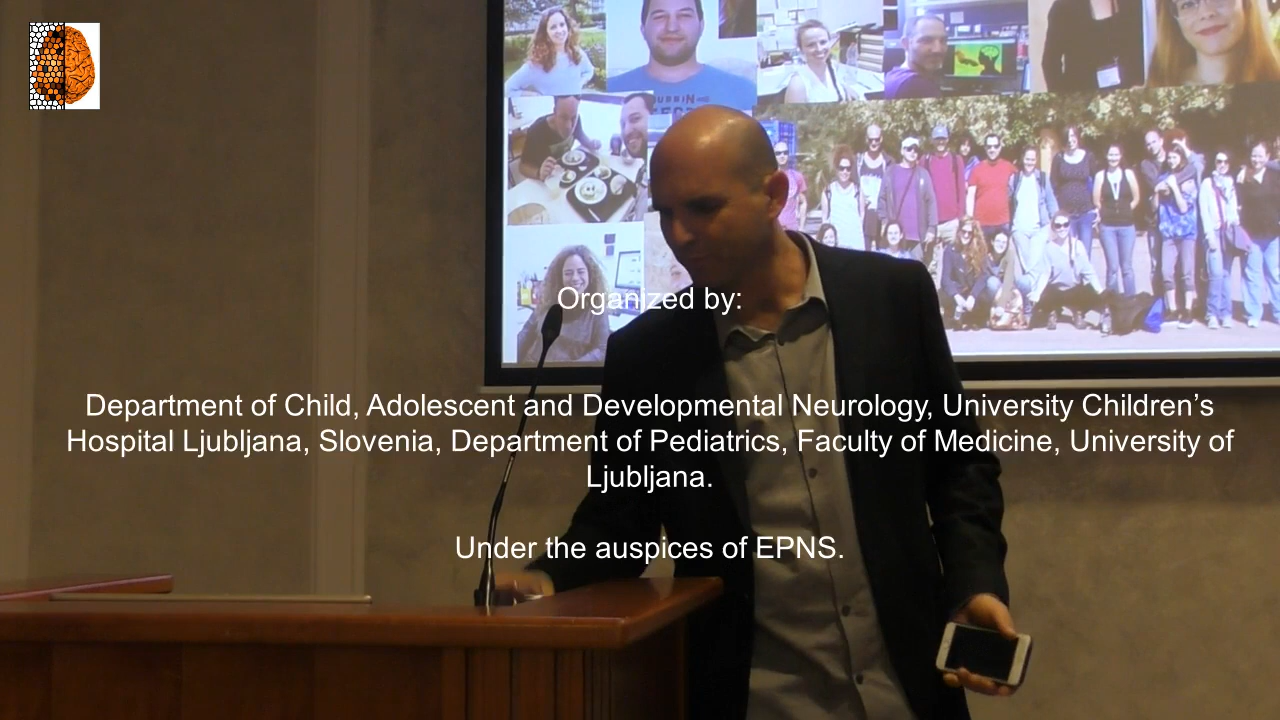 Organized by:
Department of Child, Adolescent and Developmental Neurology, University Children’s
Hospital Ljubljana, Slovenia, Department of Pediatrics, Faculty of Medicine, University of
Ljubljana.
Under the auspices of EPNS.